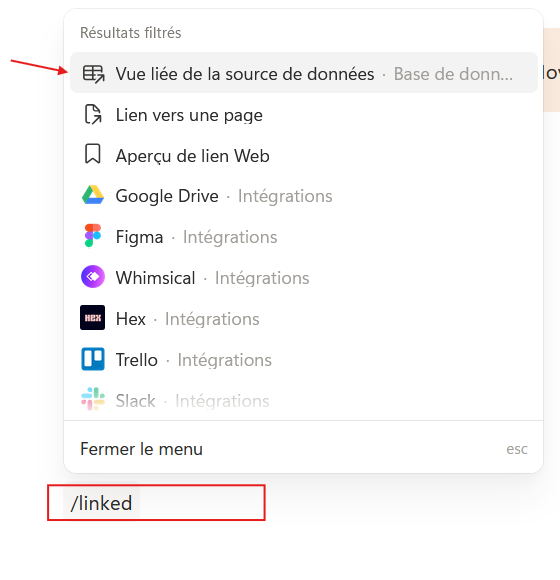 Résultats filtrés
Vue liée de la source de données · Base de donn...
Lien vers une page
Aperçu de lien Web
Google Drive · Intégrations
Figma · Intégrations
Whimsical · Intégrations
HEX Hex · Intégrations
Trello · Intégrations
Slack · Intégrations
Fermer le menu esc
/linked